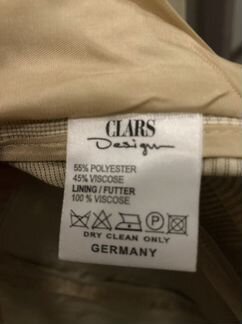 CLARS
Design
55% POLYESTER
45% VISCOSE
LINING / FUTTER
100 % VISCOSE
P
DRY CLEAN ONLY
GERMANY